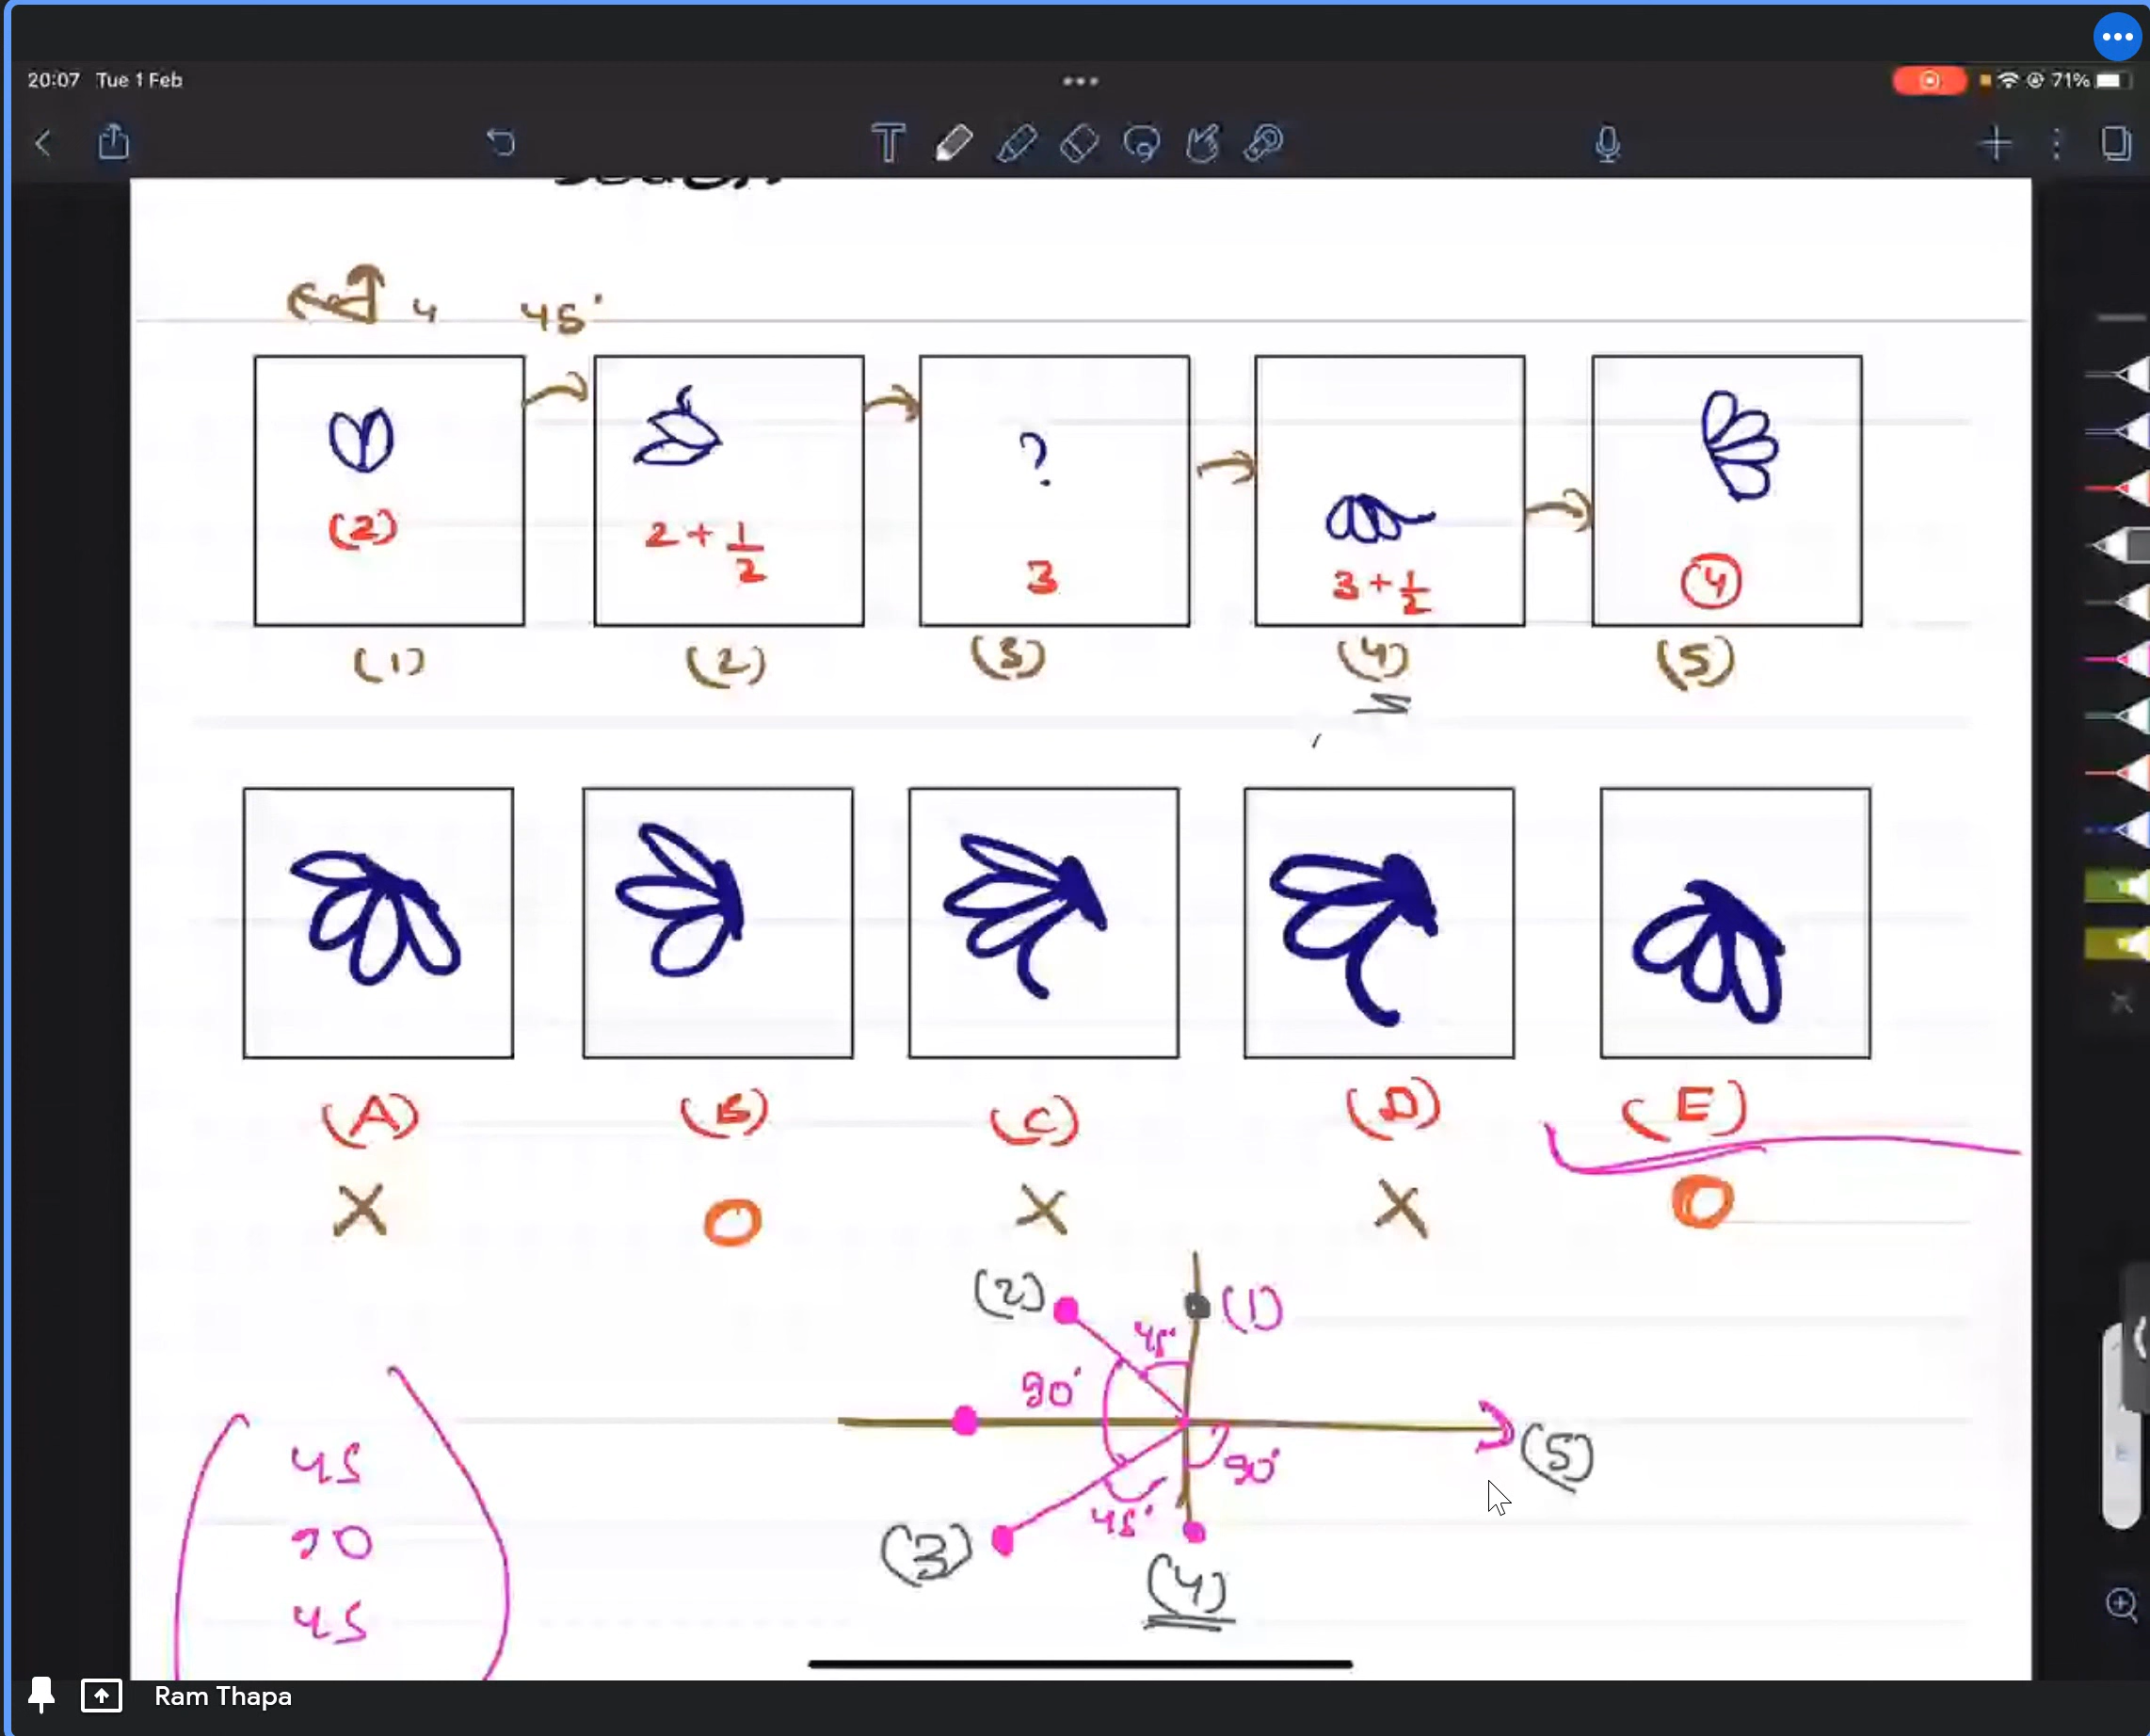 20:07 Tue 1 Feb
71%
4 45°
?
(2)
2 + 1/2
3
3 + 1/2
4
(1) (2) (3) (4) (5)
(A) (B) (C) (D) (E)
X O X X O
(2) (1)
45°
90°
(5)
90°
45°
(3)
(4)
45
90
45
Ram Thapa